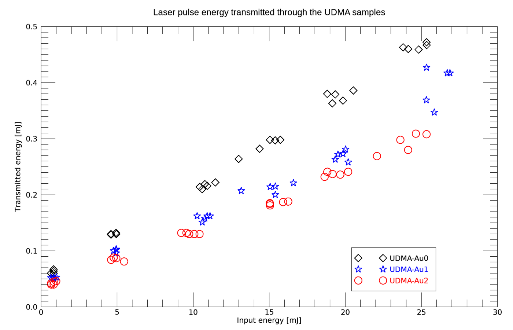 Laser pulse energy transmitted through the UDMA samples
0.5
0.4
0.3
0.2
0.1
0.0
Transmitted energy [mJ]
0 5 10 15 20 25 30
Input energy [mJ]
UDMA-Au0
UDMA-Au1
UDMA-Au2